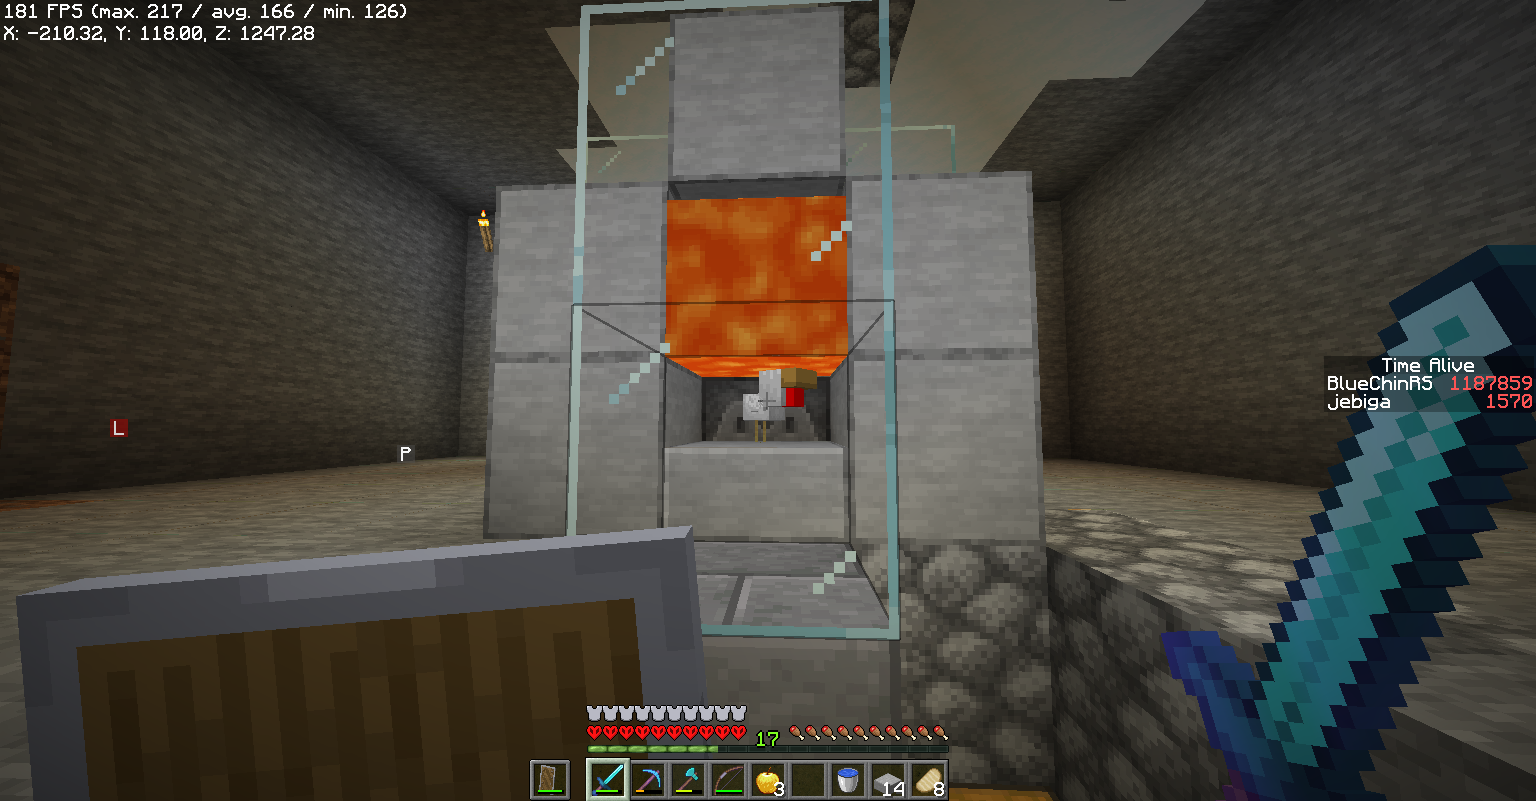 181 FPS (max. 217 / avg. 166 / min. 126)
X: -210.32, Y: 118.00, Z: 1247.28
Time Alive
BlueChinRS 1187859
jebiga 1570
L
P
17
3
14
8